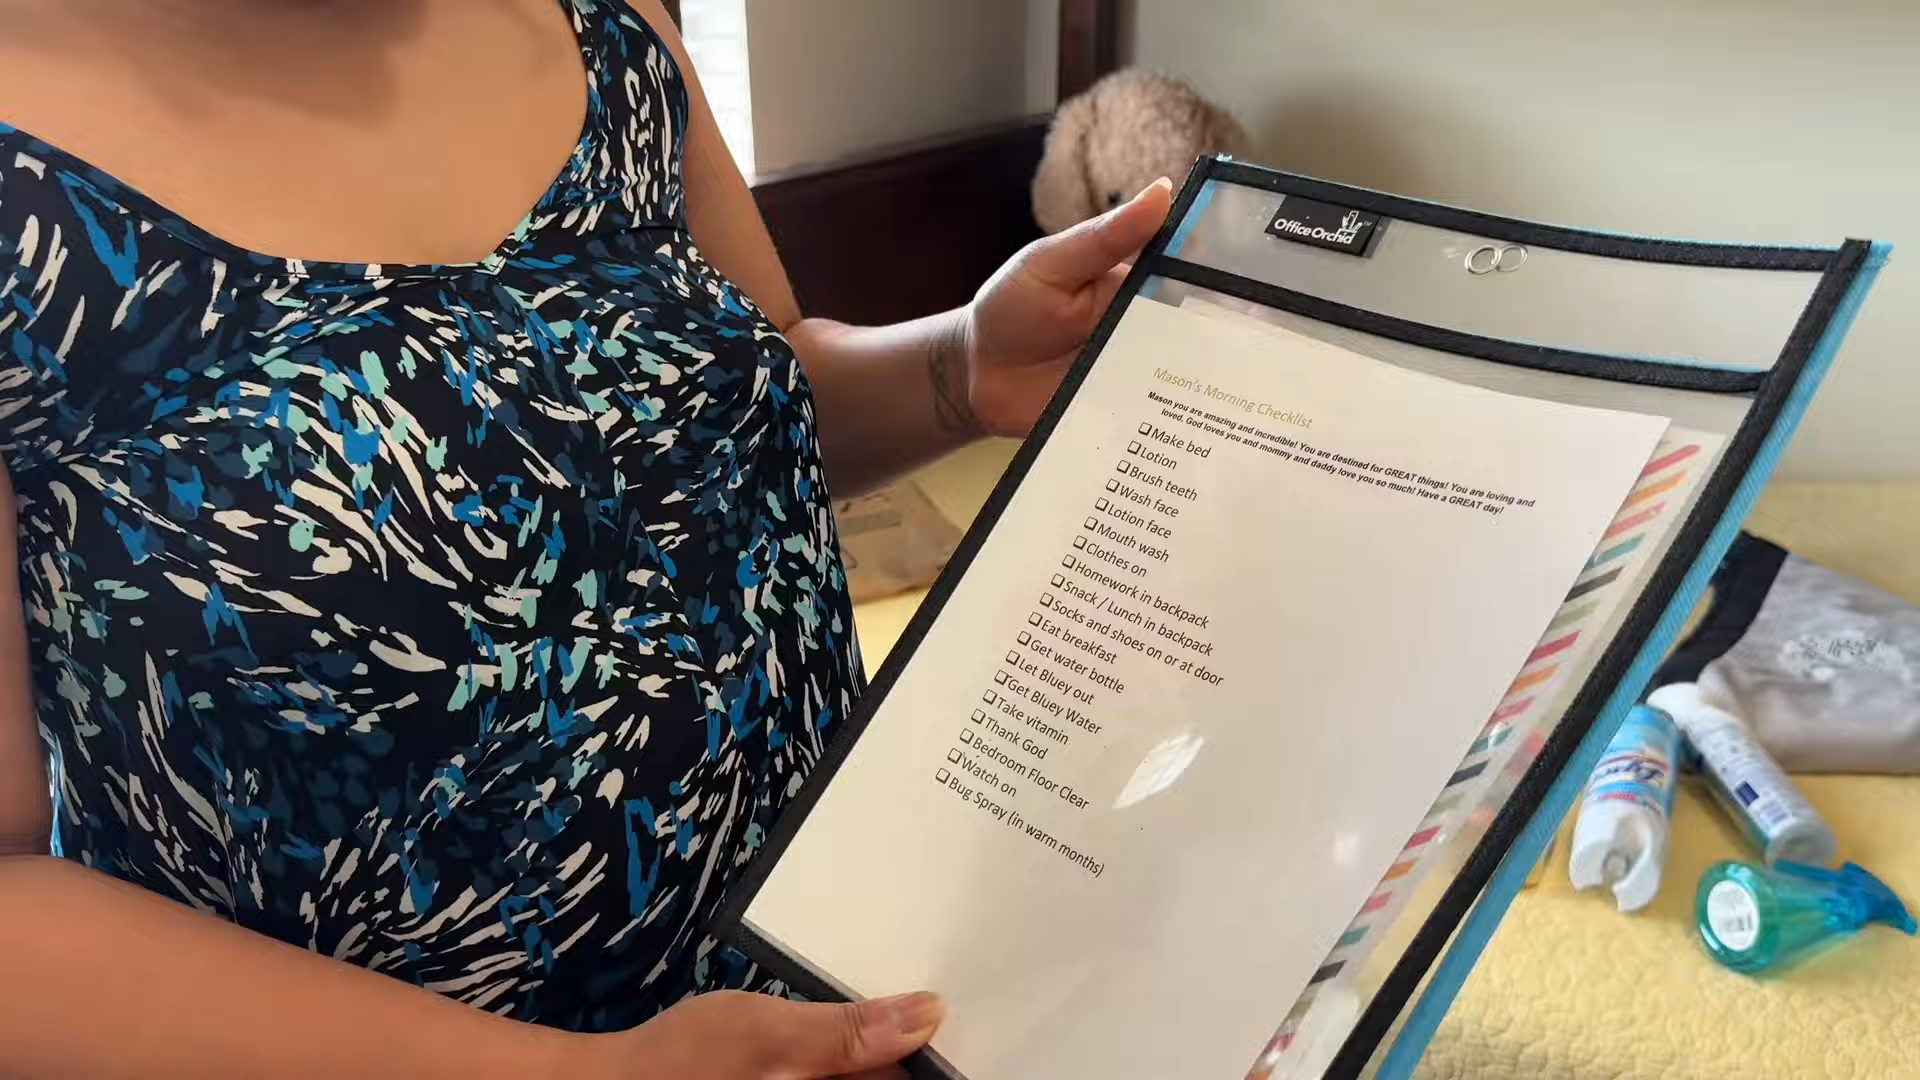 OfficeOrchid™
Mason's Morning Checklist
Mason you are amazing and incredible! You are destined for GREAT things! You are loving and
loved. God loves you and mommy and daddy love you so much! Have a GREAT day!
❑ Make bed
❑ Lotion
❑ Brush teeth
❑ Wash face
❑ Lotion face
❑ Mouth wash
❑ Clothes on
❑ Homework in backpack
❑ Snack / Lunch in backpack
❑ Socks and shoes on or at door
❑ Eat breakfast
❑ Get water bottle
❑ Let Bluey out
❑ Get Bluey Water
❑ Take vitamin
❑ Thank God
❑ Bedroom Floor Clear
❑ Watch on
❑ Bug Spray (in warm months)